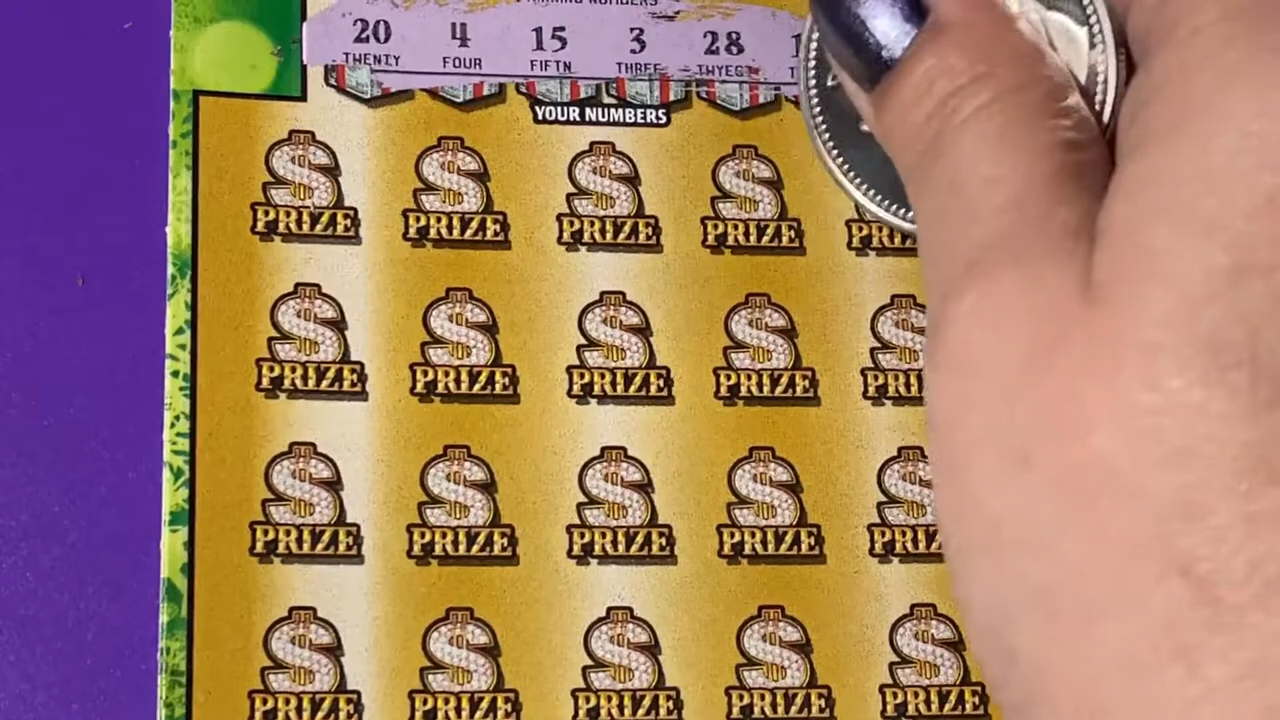 20 4 15 3 28
THENTY FOUR FIFTN THREE TWYEGT
YOUR NUMBERS
PRIZE PRIZE PRIZE PRIZE
PRIZE PRIZE PRIZE PRIZE
PRIZE PRIZE PRIZE PRIZE
PRIZE PRIZE PRIZE PRIZE PRIZE